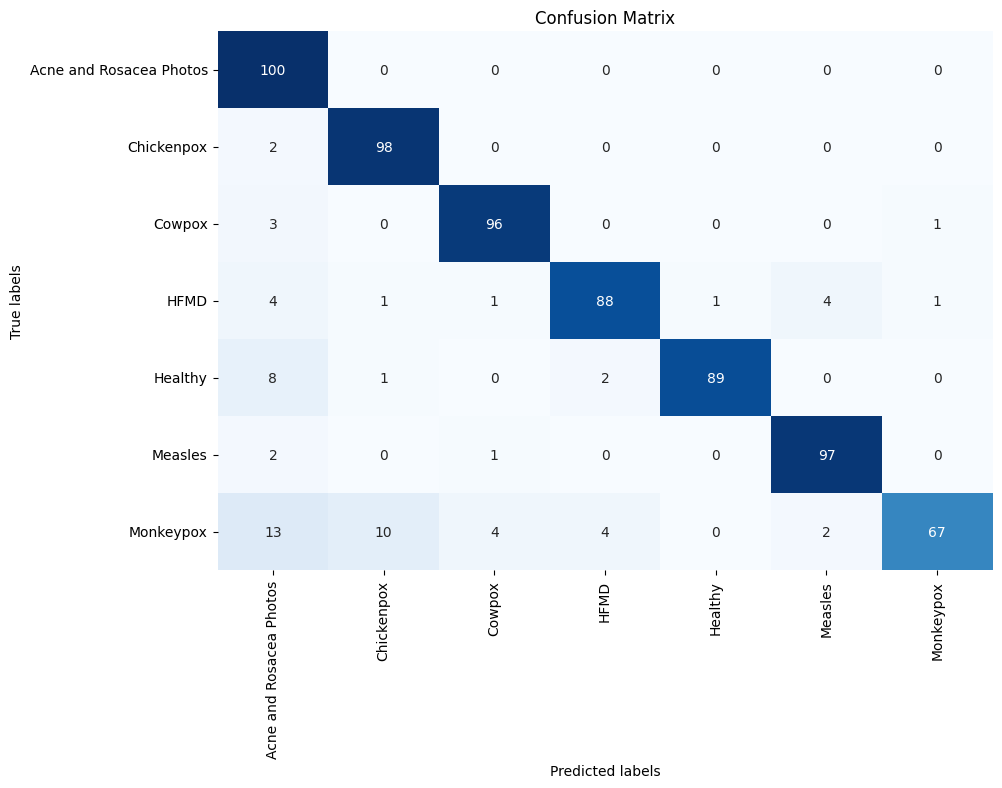 Confusion Matrix
True labels
Acne and Rosacea Photos 100 0 0 0 0 0 0
Chickenpox 2 98 0 0 0 0 0
Cowpox 3 0 96 0 0 0 1
HFMD 4 1 1 88 1 4 1
Healthy 8 1 0 2 89 0 0
Measles 2 0 1 0 0 97 0
Monkeypox 13 10 4 4 0 2 67
Acne and Rosacea Photos
Chickenpox
Cowpox
HFMD
Healthy
Measles
Monkeypox
Predicted labels